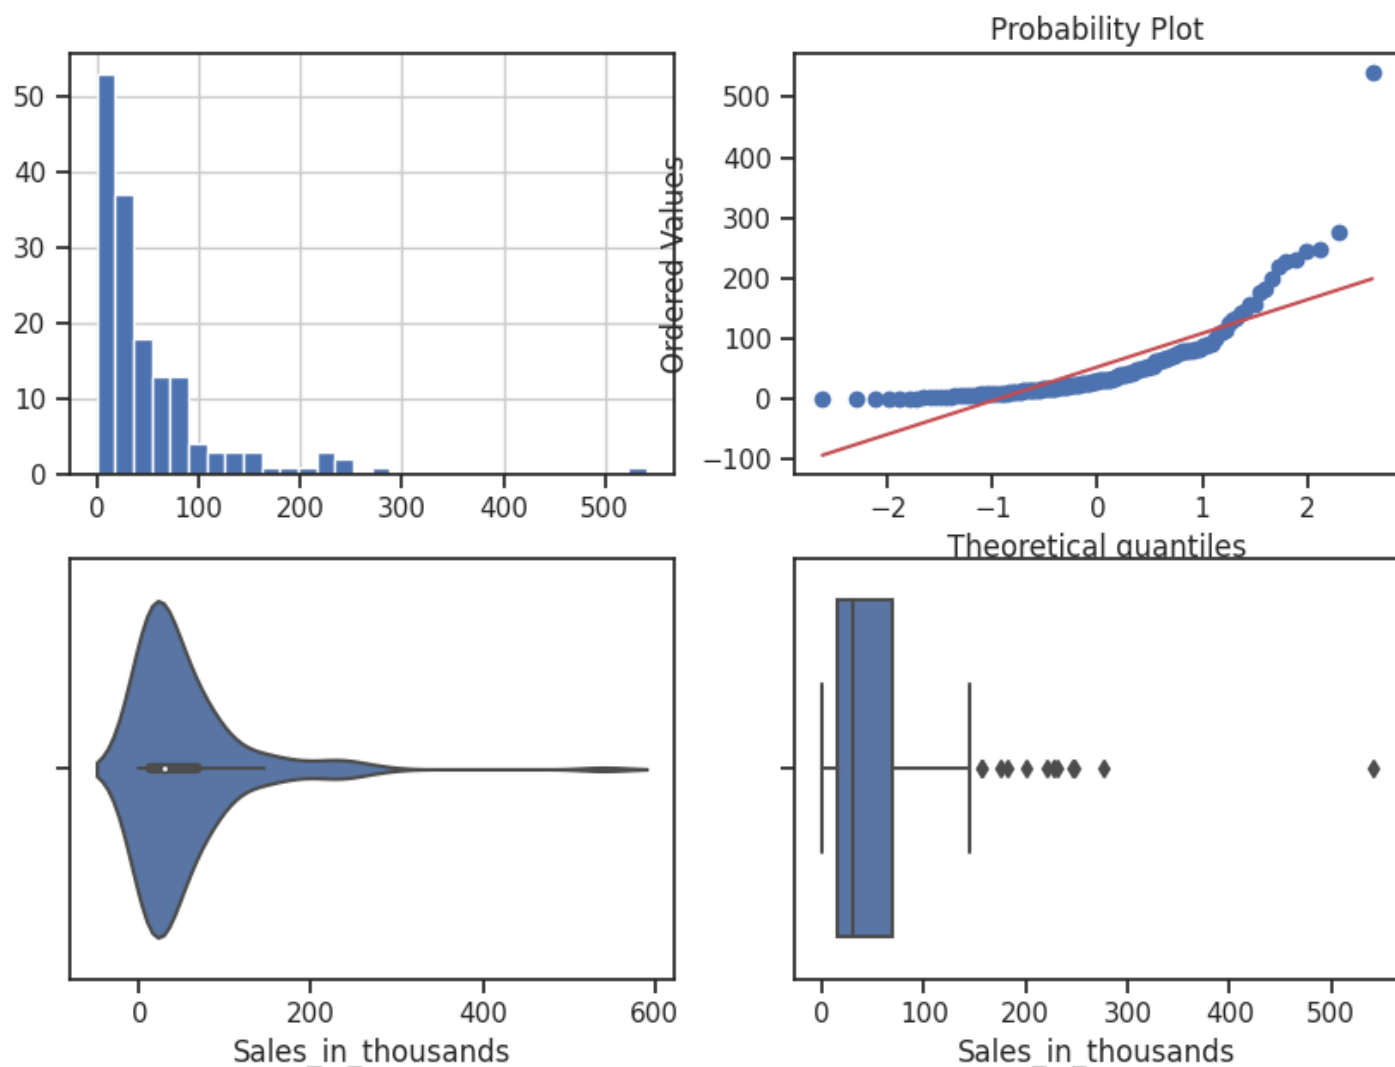 50
40
30
20
10
0
0 100 200 300 400 500
Probability Plot
Ordered Values
500
400
300
200
100
0
−100
−2 −1 0 1 2
Theoretical quantiles
0 200 400 600
Sales_in_thousands
0 100 200 300 400 500
Sales_in_thousands